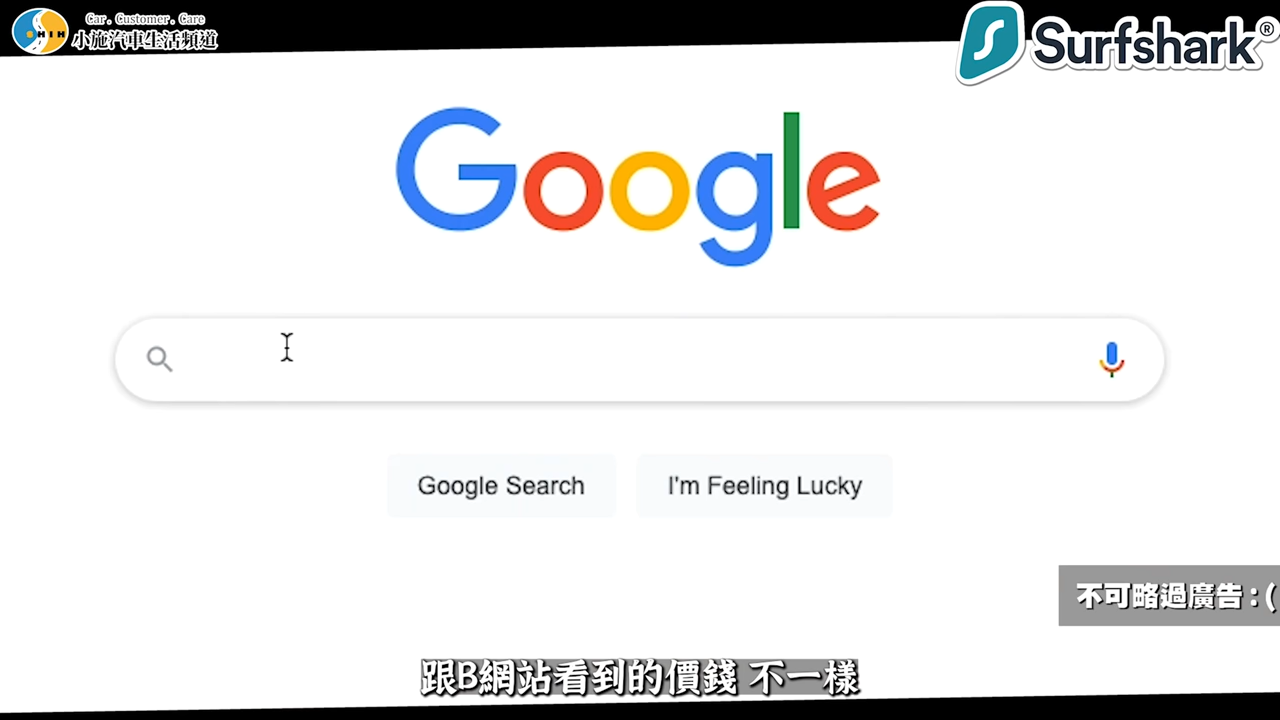 SHIH
Car. Customer. Care
小施汽車生活頻道
Surfshark®
Google
Google Search
I'm Feeling Lucky
不可略過廣告 : (
跟B網站看到的價錢 不一樣